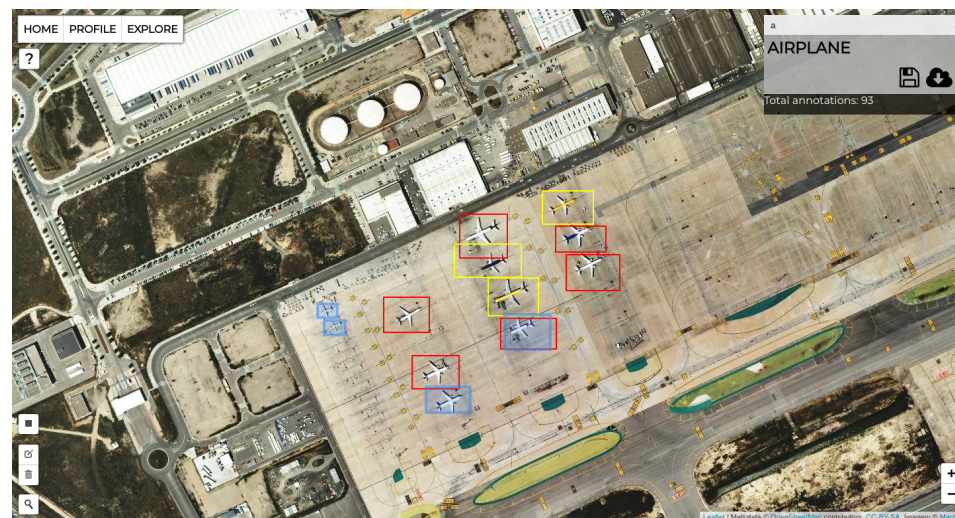 HOME PROFILE EXPLORE
a
?
AIRPLANE
Total annotations: 93
+
−
Leaflet | Map data © OpenStreetMap contributors, CC-BY-SA, Imagery ©